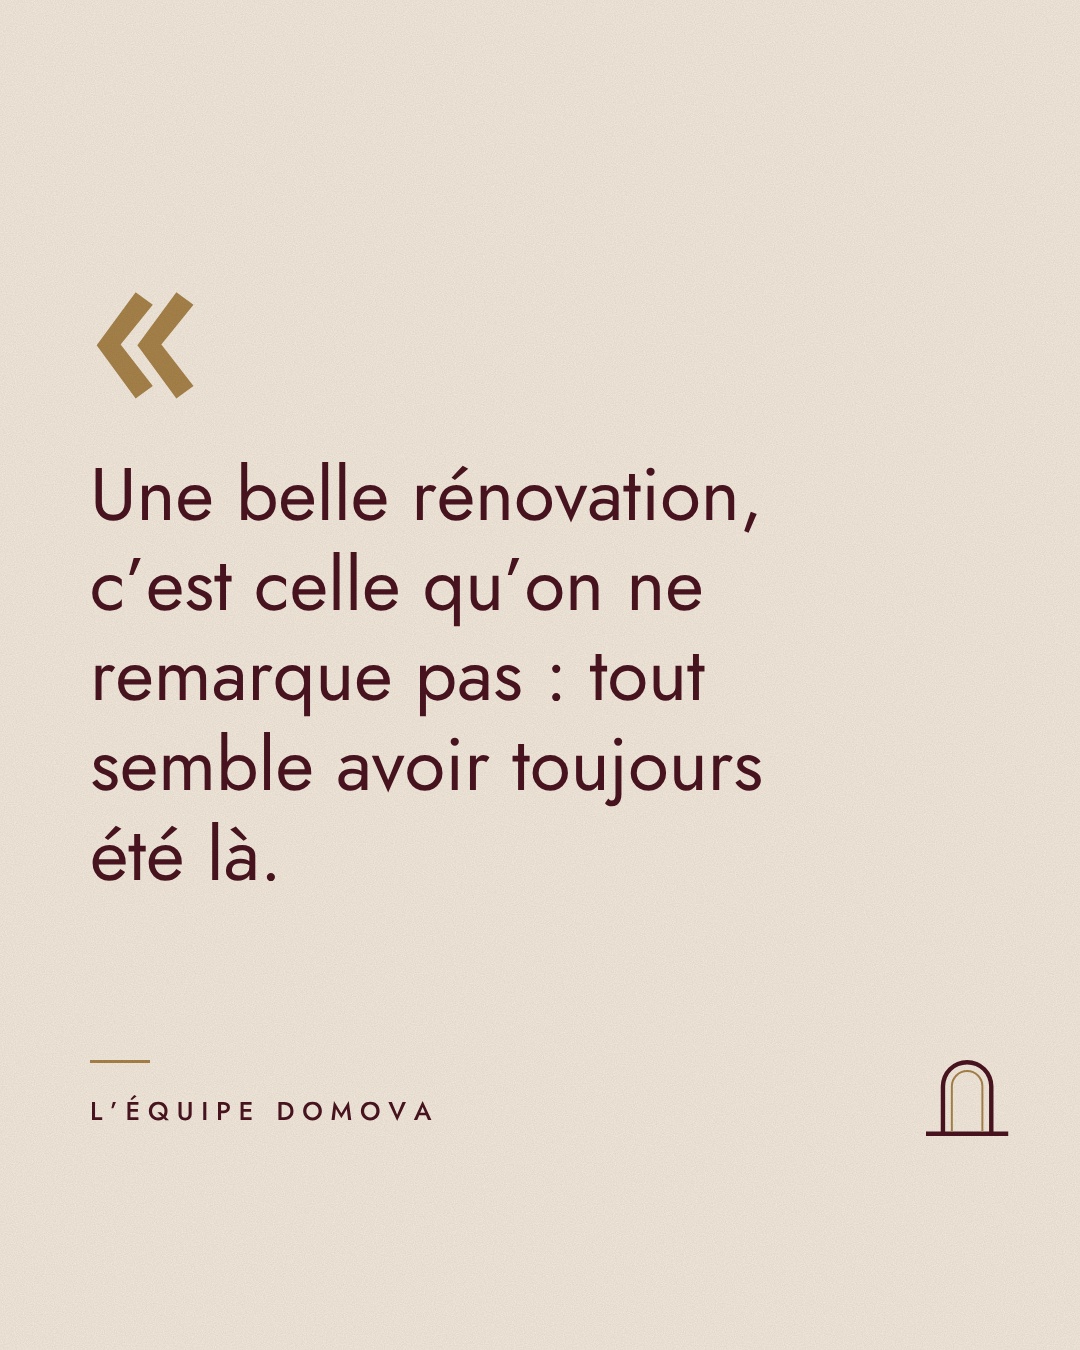 «
Une belle rénovation,
c’est celle qu’on ne
remarque pas : tout
semble avoir toujours
été là.
L’ÉQUIPE DOMOVA